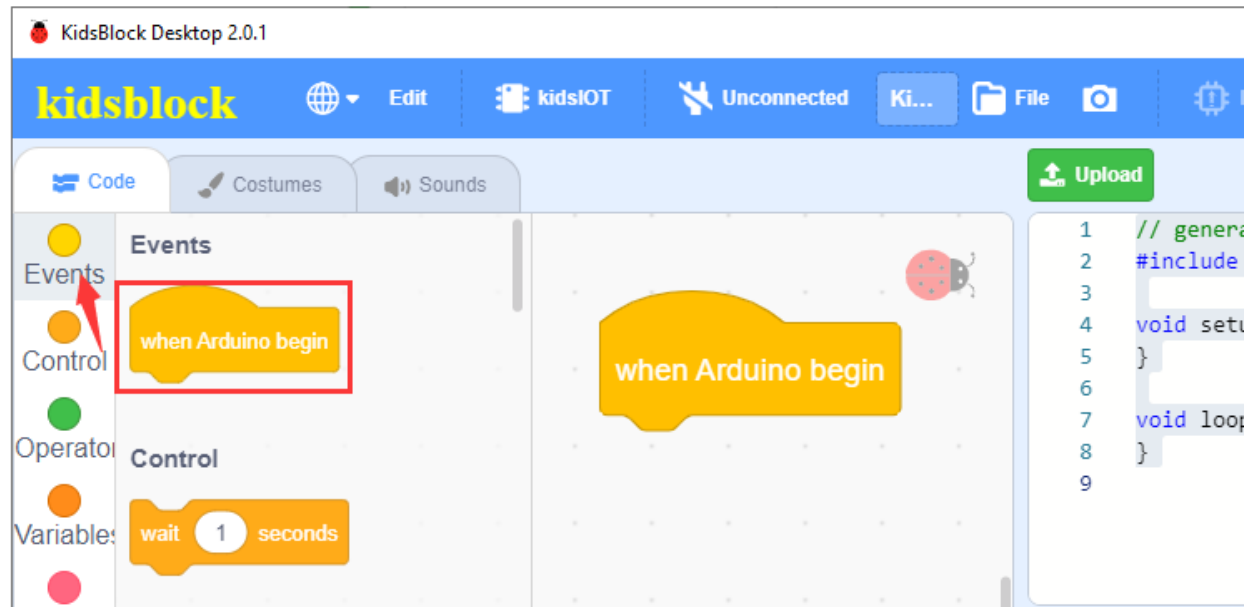 KidsBlock Desktop 2.0.1
kidsblock Edit kidsIOT Unconnected Ki... File
Code Costumes Sounds Upload
Events
Control
Operator
Variables
Events
when Arduino begin
Control
wait 1 seconds
when Arduino begin
1 // genera
2 #include
3
4 void setu
5 }
6
7 void loop
8 }
9